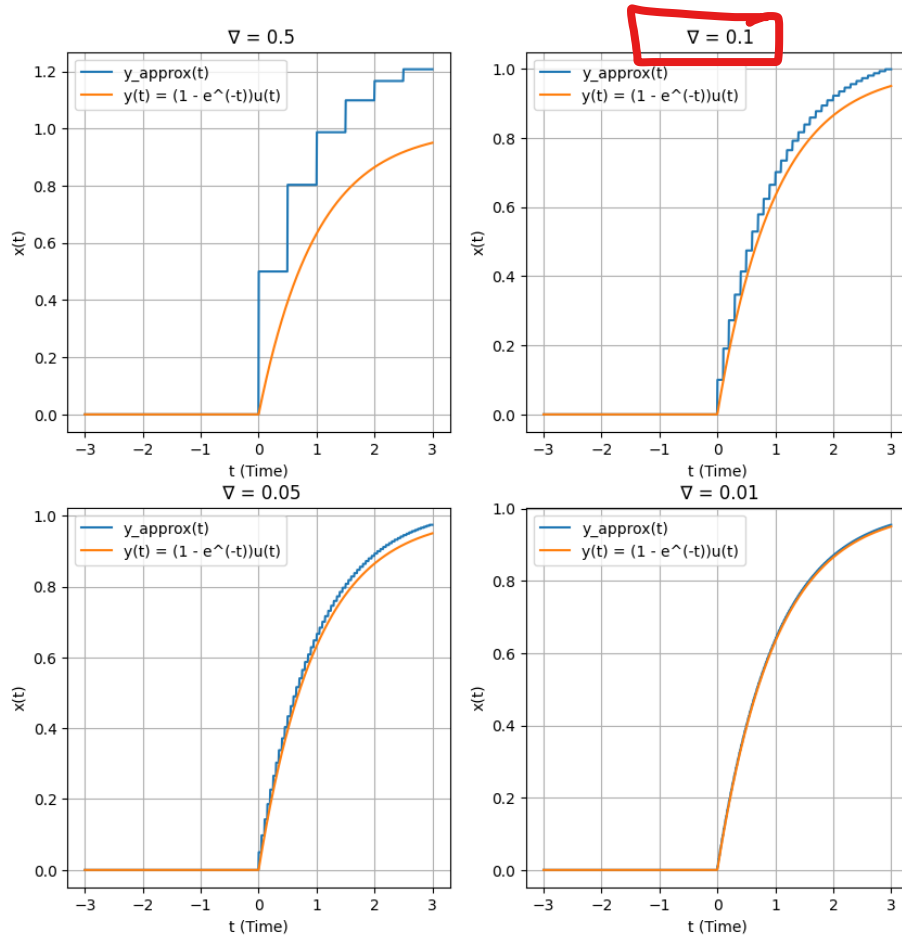 ∇ = 0.5
y_approx(t)
y(t) = (1 - e^(-t))u(t)
1.2
1.0
0.8
0.6
0.4
0.2
0.0
x(t)
−3 −2 −1 0 1 2 3
t (Time)
∇ = 0.1
y_approx(t)
y(t) = (1 - e^(-t))u(t)
1.0
0.8
0.6
0.4
0.2
0.0
x(t)
−3 −2 −1 0 1 2 3
t (Time)
∇ = 0.05
y_approx(t)
y(t) = (1 - e^(-t))u(t)
1.0
0.8
0.6
0.4
0.2
0.0
x(t)
−3 −2 −1 0 1 2 3
t (Time)
∇ = 0.01
y_approx(t)
y(t) = (1 - e^(-t))u(t)
1.0
0.8
0.6
0.4
0.2
0.0
x(t)
−3 −2 −1 0 1 2 3
t (Time)